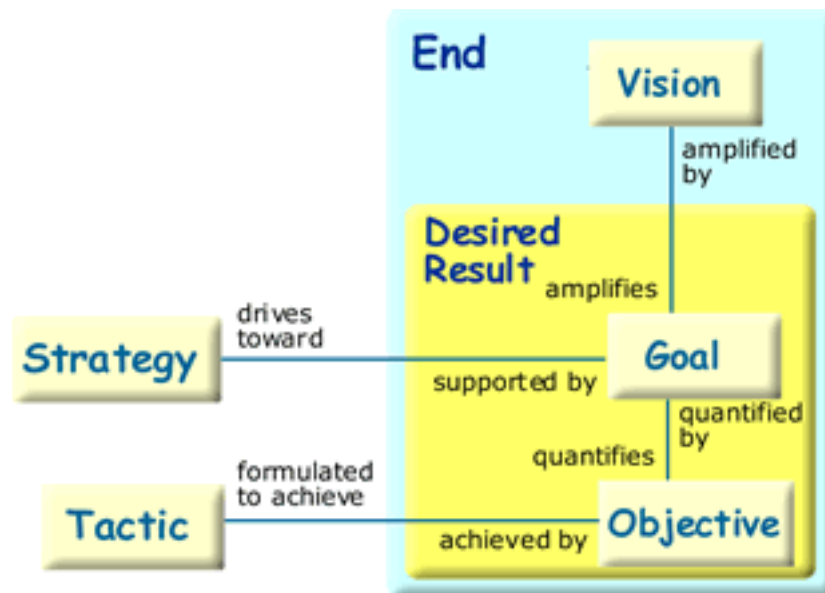 End
Vision
amplified
by
Desired
Result
amplifies
drives
toward
Strategy
Goal
supported by
quantified
by
quantifies
formulated
to achieve
Tactic
Objective
achieved by